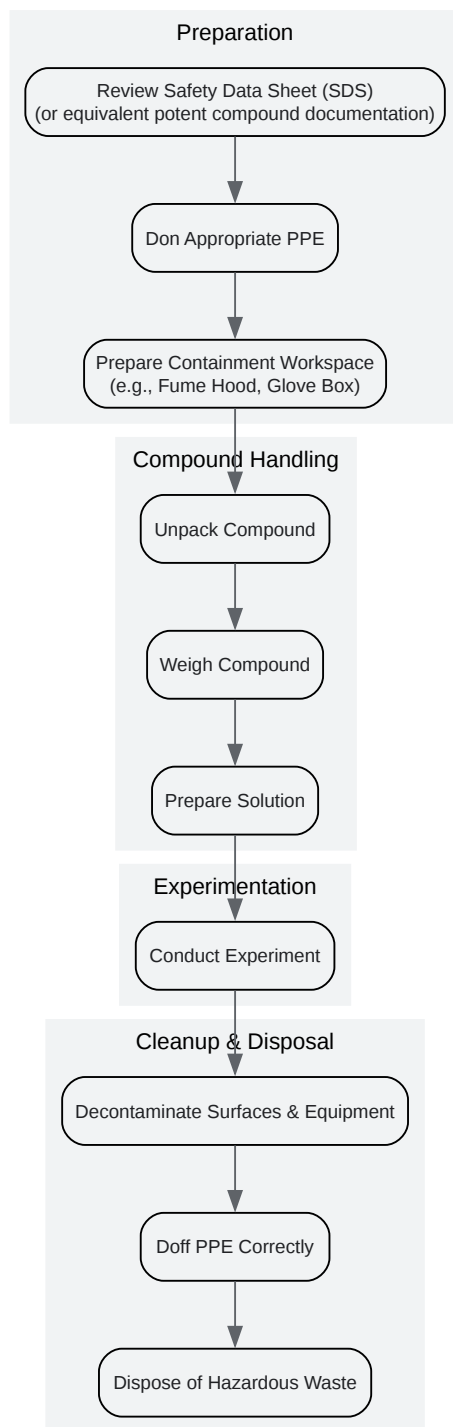 Preparation
Review Safety Data Sheet (SDS)
(or equivalent potent compound documentation)
Don Appropriate PPE
Prepare Containment Workspace
(e.g., Fume Hood, Glove Box)
Compound Handling
Unpack Compound
Weigh Compound
Prepare Solution
Experimentation
Conduct Experiment
Cleanup & Disposal
Decontaminate Surfaces & Equipment
Doff PPE Correctly
Dispose of Hazardous Waste